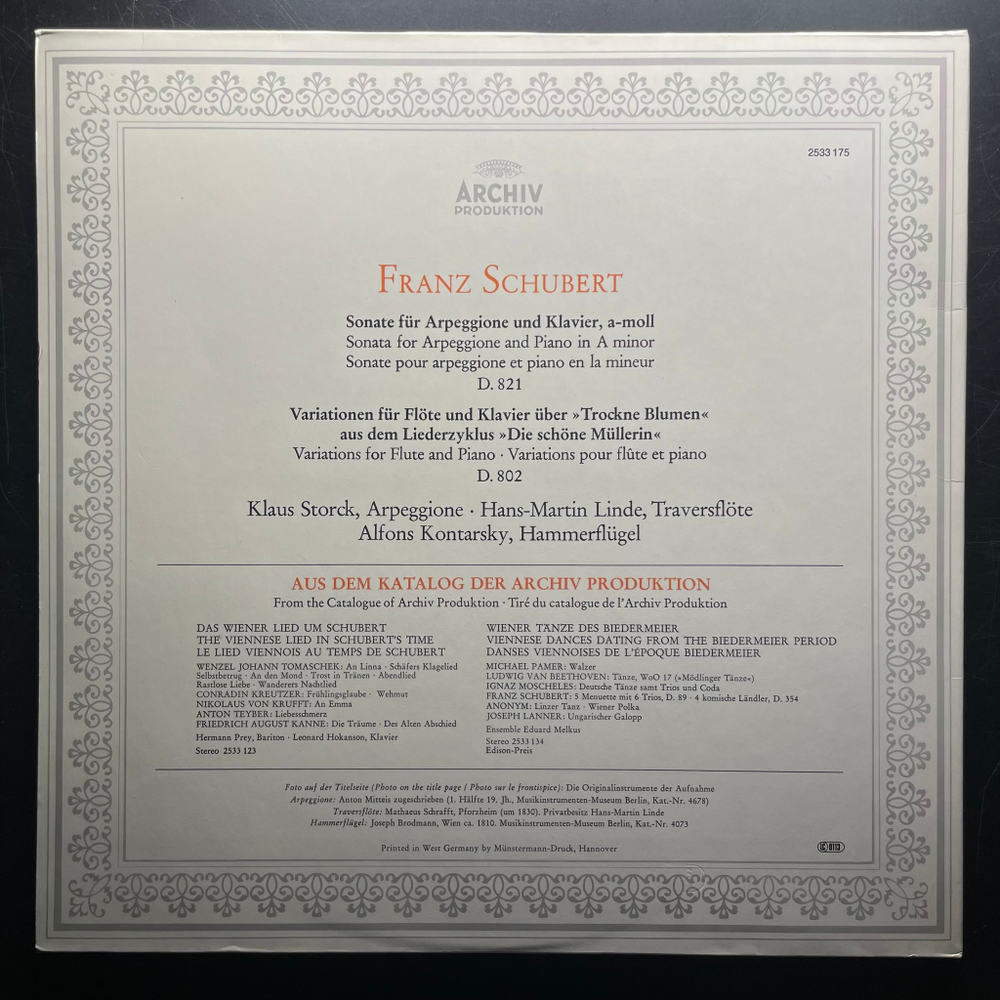 2533 175
ARCHIV
PRODUKTION
FRANZ SCHUBERT
Sonate für Arpeggione und Klavier, a-moll
Sonata for Arpeggione and Piano in A minor
Sonate pour arpeggione et piano en la mineur
D. 821
Variationen für Flöte und Klavier über »Trockne Blumen«
aus dem Liederzyklus »Die schöne Müllerin«
Variations for Flute and Piano · Variations pour flûte et piano
D. 802
Klaus Storck, Arpeggione · Hans-Martin Linde, Traversflöte
Alfons Kontarsky, Hammerflügel
AUS DEM KATALOG DER ARCHIV PRODUKTION
From the Catalogue of Archiv Produktion · Tiré du catalogue de l'Archiv Produktion
DAS WIENER LIED UM SCHUBERT
THE VIENNESE LIED IN SCHUBERT'S TIME
LE LIED VIENNOIS AU TEMPS DE SCHUBERT
WENZEL JOHANN TOMASCHEK: An Linna · Schäfers Klagelied
Selbstbetrug · An den Mond · Trost in Tränen · Abendlied
Rastlose Liebe · Wanderers Nachtlied
CONRADIN KREUTZER: Frühlingsglaube · Wehmut
NIKOLAUS VON KRUFFT: An Emma
ANTON TEYBER: Liebesschmerz
FRIEDRICH AUGUST KANNE: Die Träume · Des Alten Abschied
Hermann Prey, Bariton · Leonard Hokanson, Klavier
Stereo 2533 123
WIENER TÄNZE DES BIEDERMEIER
VIENNESE DANCES DATING FROM THE BIEDERMEIER PERIOD
DANSES VIENNOISES DE L'ÉPOQUE BIEDERMEIER
MICHAEL PAMER: Walzer
LUDWIG VAN BEETHOVEN: Tänze, WoO 17 (»Mödlinger Tänze«)
IGNAZ MOSCHELES: Deutsche Tänze samt Trios und Coda
FRANZ SCHUBERT: 5 Menuette mit 6 Trios, D. 89 · 4 komische Ländler, D. 354
ANONYM: Linzer Tanz · Wiener Polka
JOSEPH LANNER: Ungarischer Galopp
Ensemble Eduard Melkus
Stereo 2533 134
Edison-Preis
Foto auf der Titelseite (Photo on the title page / Photo sur le frontispice): Die Originalinstrumente der Aufnahme
Arpeggione: Anton Mitteis zugeschrieben (1. Hälfte 19. Jh., Musikinstrumenten-Museum Berlin, Kat.-Nr. 4678)
Traversflöte: Mathaeus Schrafft, Pforzheim (um 1830). Privatbesitz Hans-Martin Linde
Hammerflügel: Joseph Brodmann, Wien ca. 1810. Musikinstrumenten-Museum Berlin, Kat.-Nr. 4073
Printed in West Germany by Münstermann-Druck, Hannover
0113